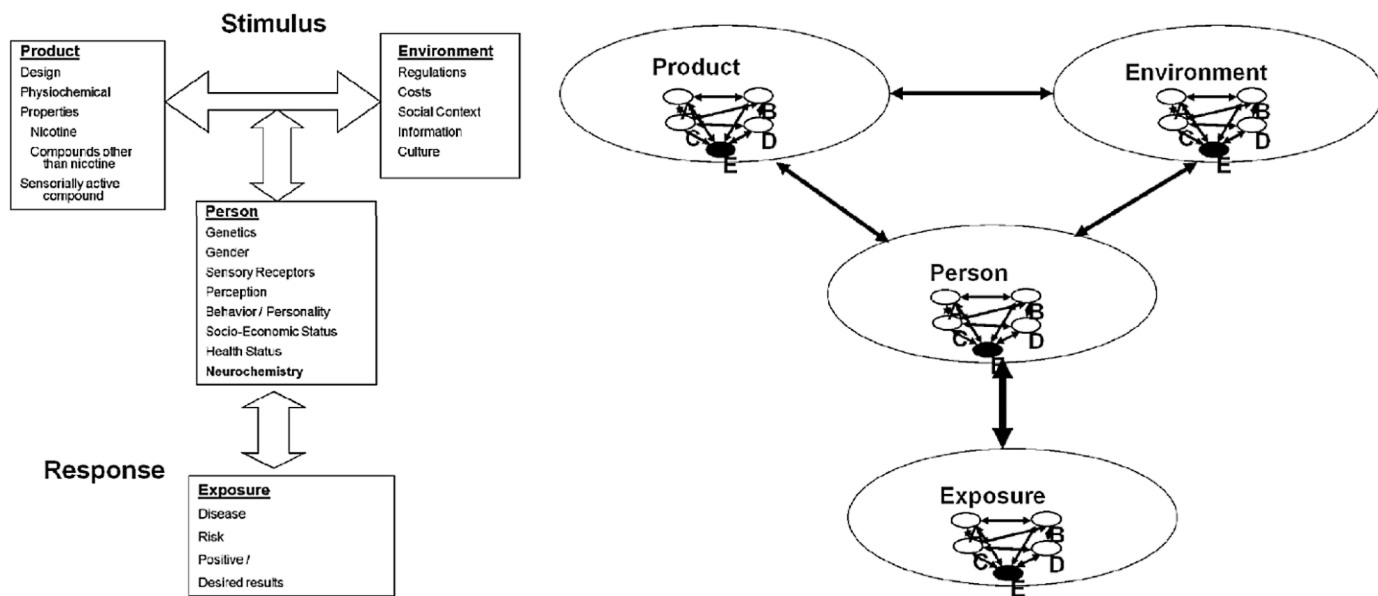 Stimulus
Product
Design
Physiochemical
Properties
Nicotine
Compounds other
than nicctine
Sensorially active
compound
Environment
Regulations
Costs
Social Context
Information
Culture
Person
Genetics
Gender
Sensory Receptors
Perception
Behavior / Personality
Socio-Economic Status
Health Status
Neurochemistry
Response
Exposure
Disease
Risk
Positive /
Desired results
Product
A
B
C
D
E
Environment
A
B
C
D
E
Person
B
C
D
E
Exposure
B
C
D
E